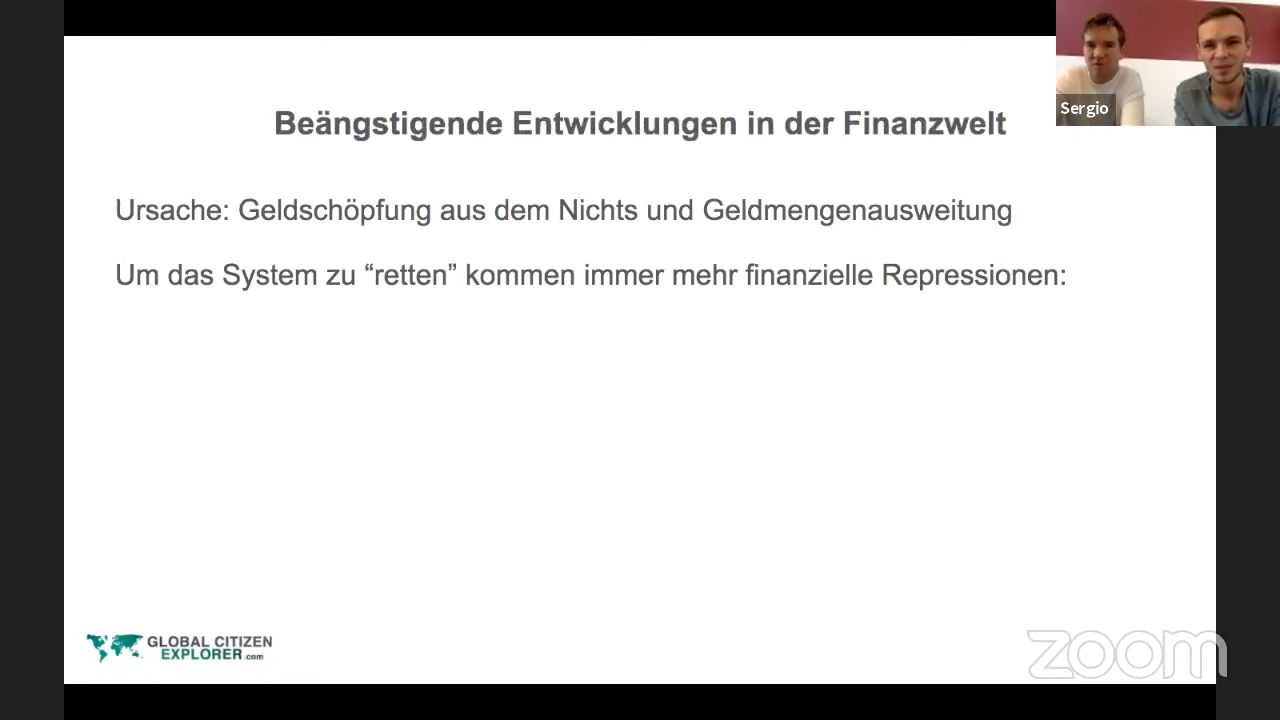 Beängstigende Entwicklungen in der Finanzwelt
Sergio
Ursache: Geldschöpfung aus dem Nichts und Geldmengenausweitung
Um das System zu “retten” kommen immer mehr finanzielle Repressionen:
GLOBAL CITIZEN
EXPLORER.com
zoom